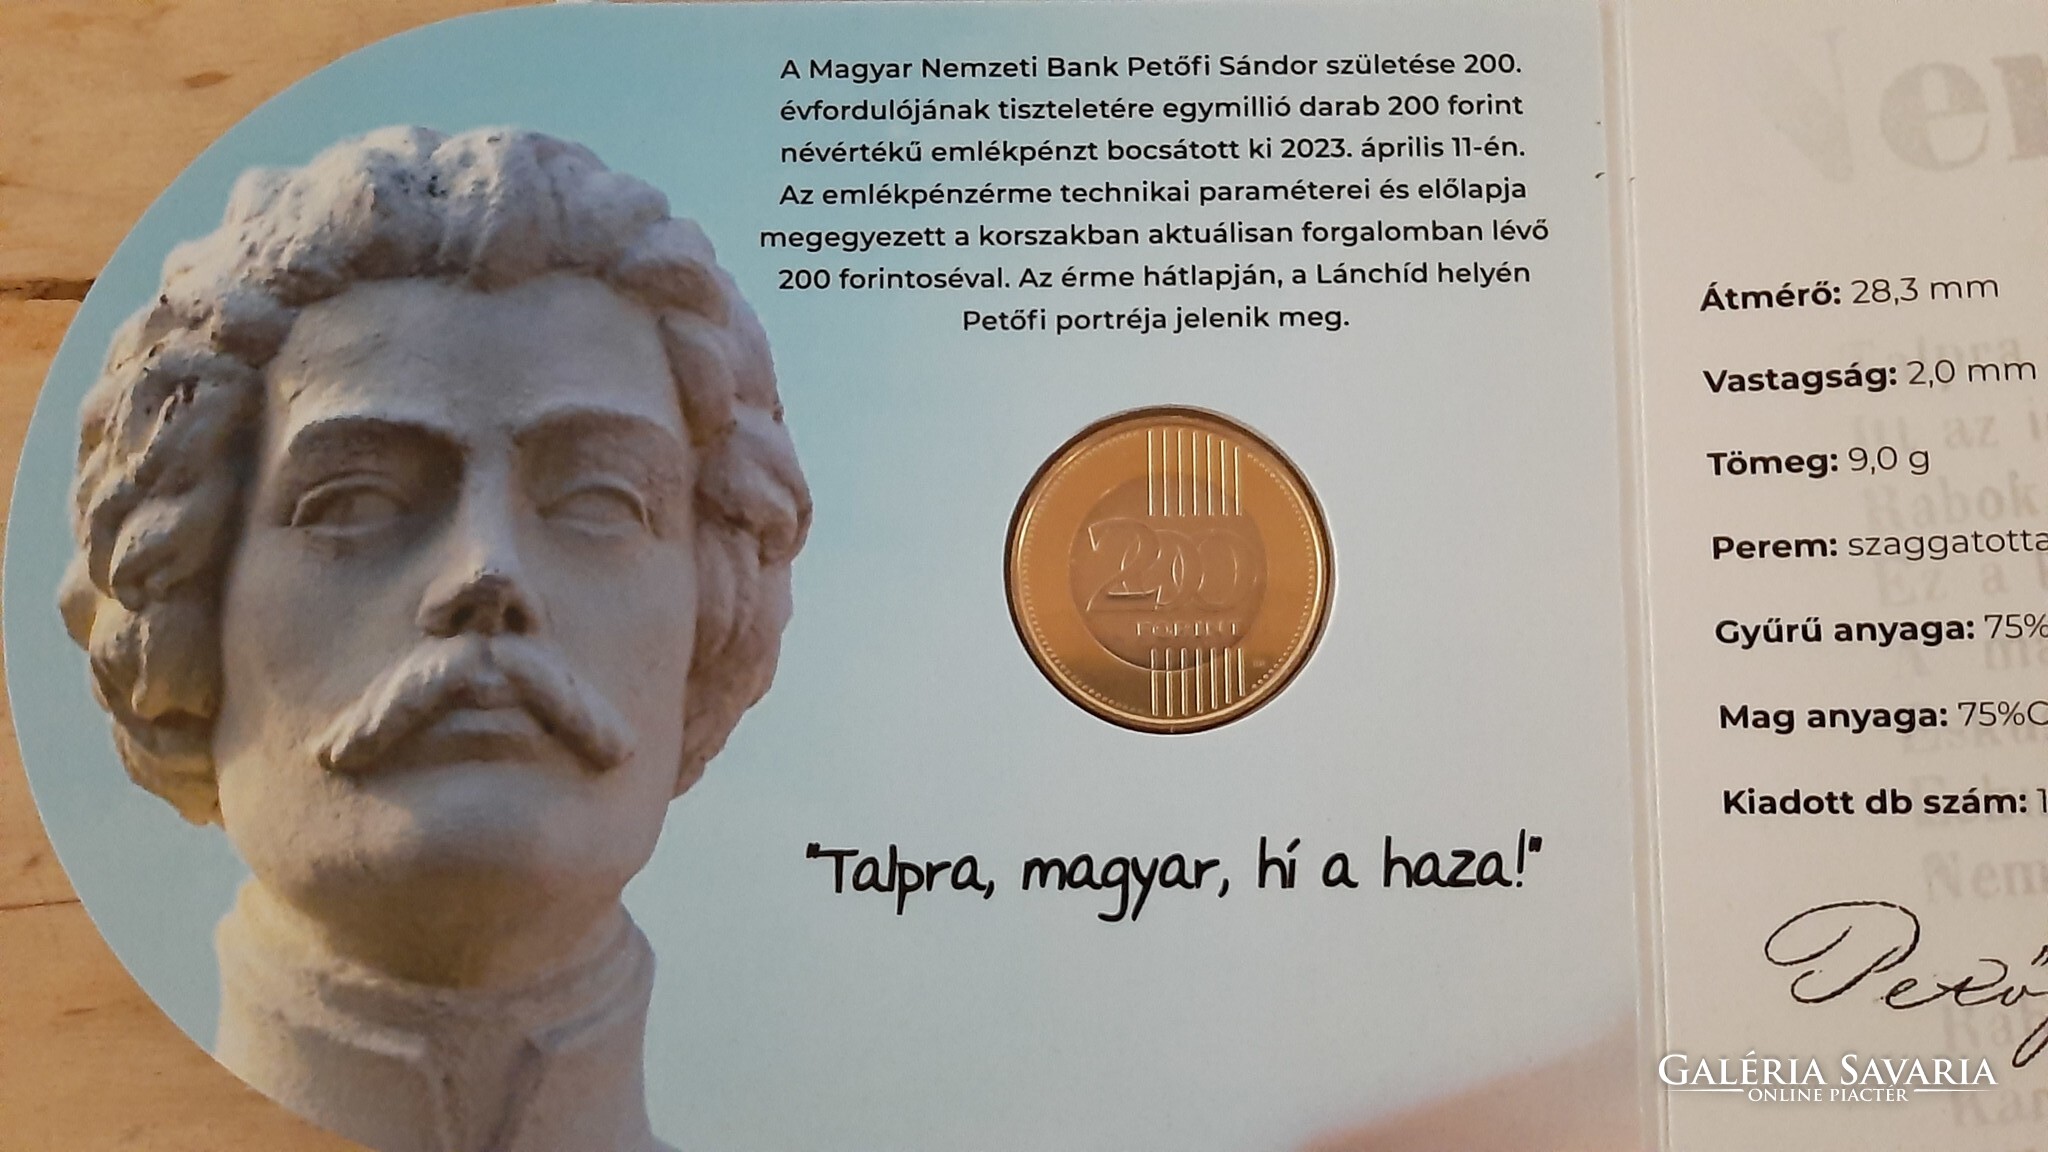 A Magyar Nemzeti Bank Petőfi Sándor születése 200.
évfordulójának tiszteletére egymillió darab 200 forint
névértékű emlékpénzt bocsátott ki 2023. április 11-én.
Az emlékpénzérme technikai paraméterei és előlapja
megegyezett a korszakban aktuálisan forgalomban lévő
200 forintoséval. Az érme hátlapján, a Lánchíd helyén
Petőfi portréja jelenik meg.
200
FORINT
"Talpra, magyar, hí a haza!"
Átmérő: 28,3 mm
Vastagság: 2,0 mm
Tömeg: 9,0 g
Perem: szaggatotta
Gyűrű anyaga: 75%
Mag anyaga: 75%C
Kiadott db szám: 1
Petőf
GALÉRIA SAVARIA
ONLINE PIACTÉR